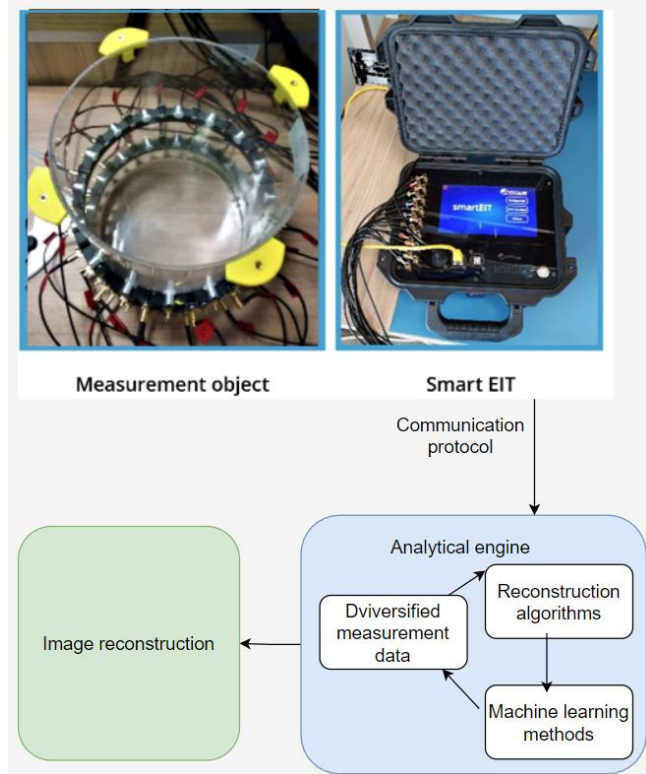 smartEIT
Measurement object
Smart EIT
Communication
protocol
Analytical engine
Reconstruction
algorithms
Dviversified
measurement
data
Machine learning
methods
Image reconstruction